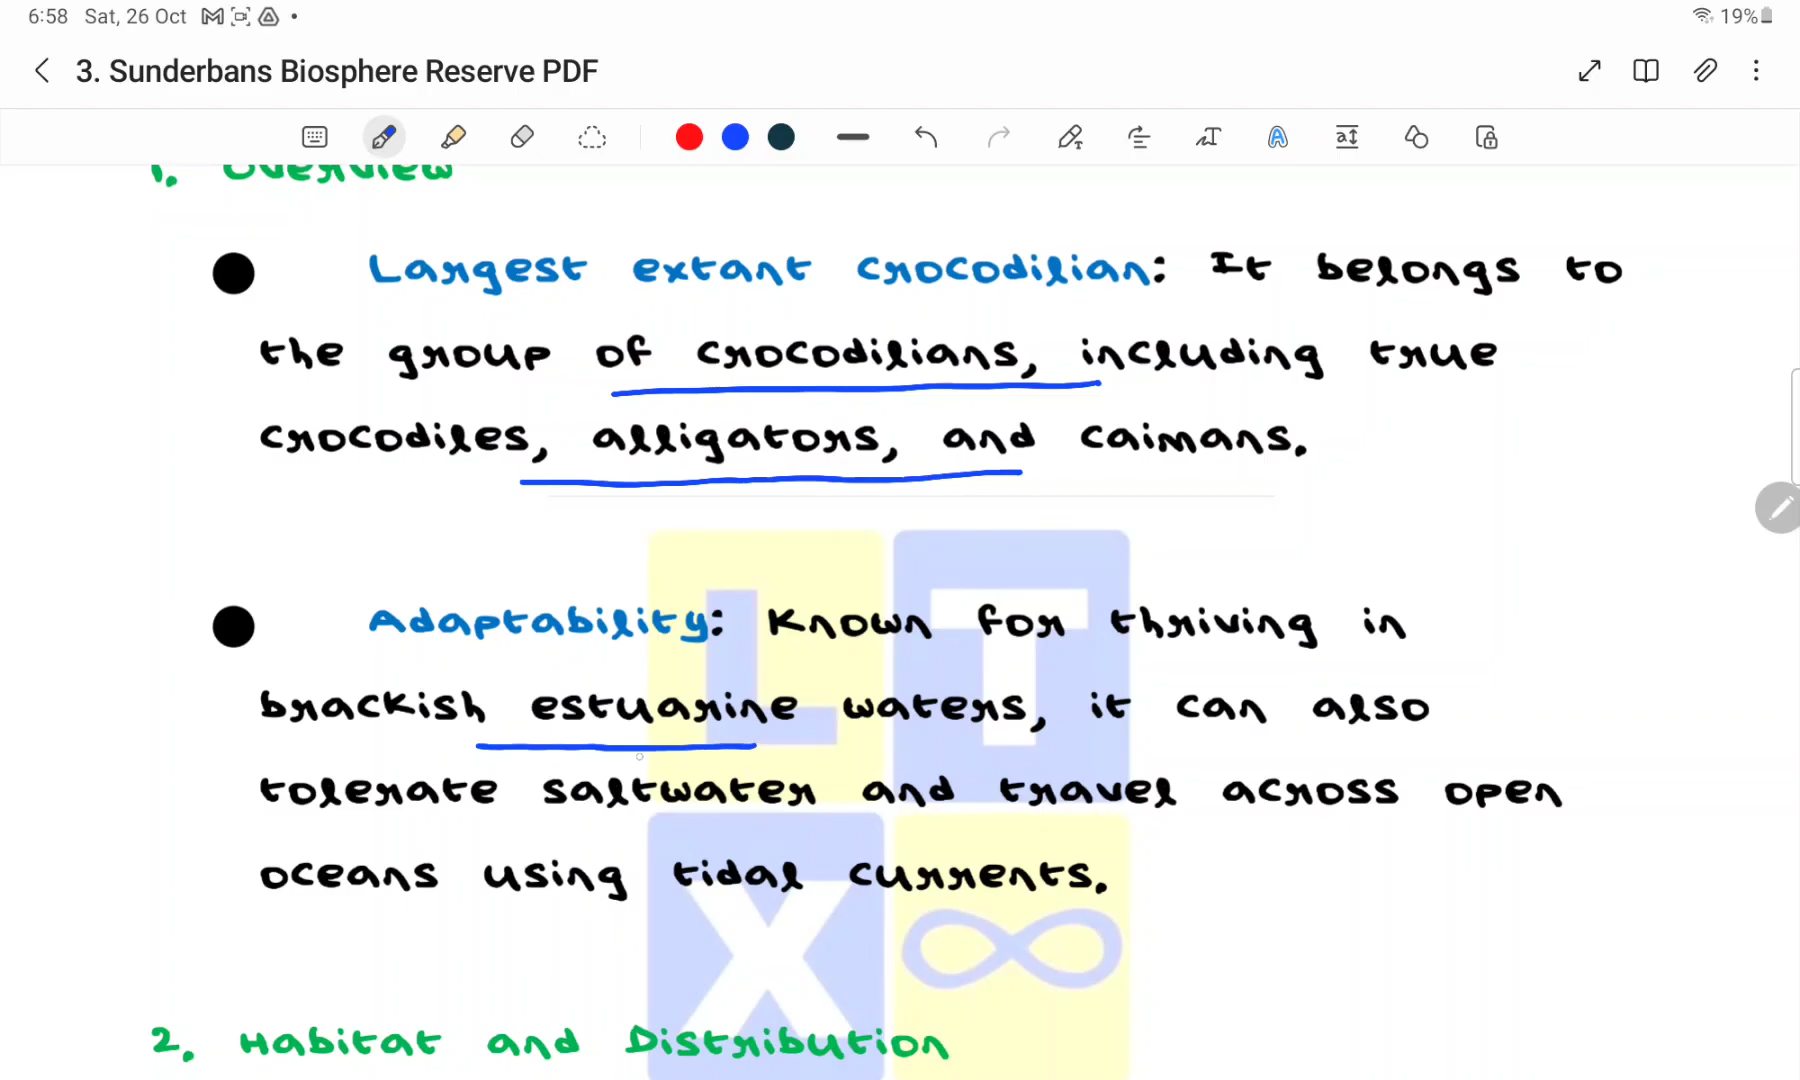 6:58 Sat, 26 Oct
19%
3. Sunderbans Biosphere Reserve PDF
1. Overview
Largest extant crocodilian: It belongs to
the group of crocodilians, including true
crocodiles, alligators, and caimans.
Adaptability: Known for thriving in
brackish estuarine waters, it can also
tolerate saltwater and travel across open
oceans using tidal currents.
L T
X ∞
2. Habitat and Distribution